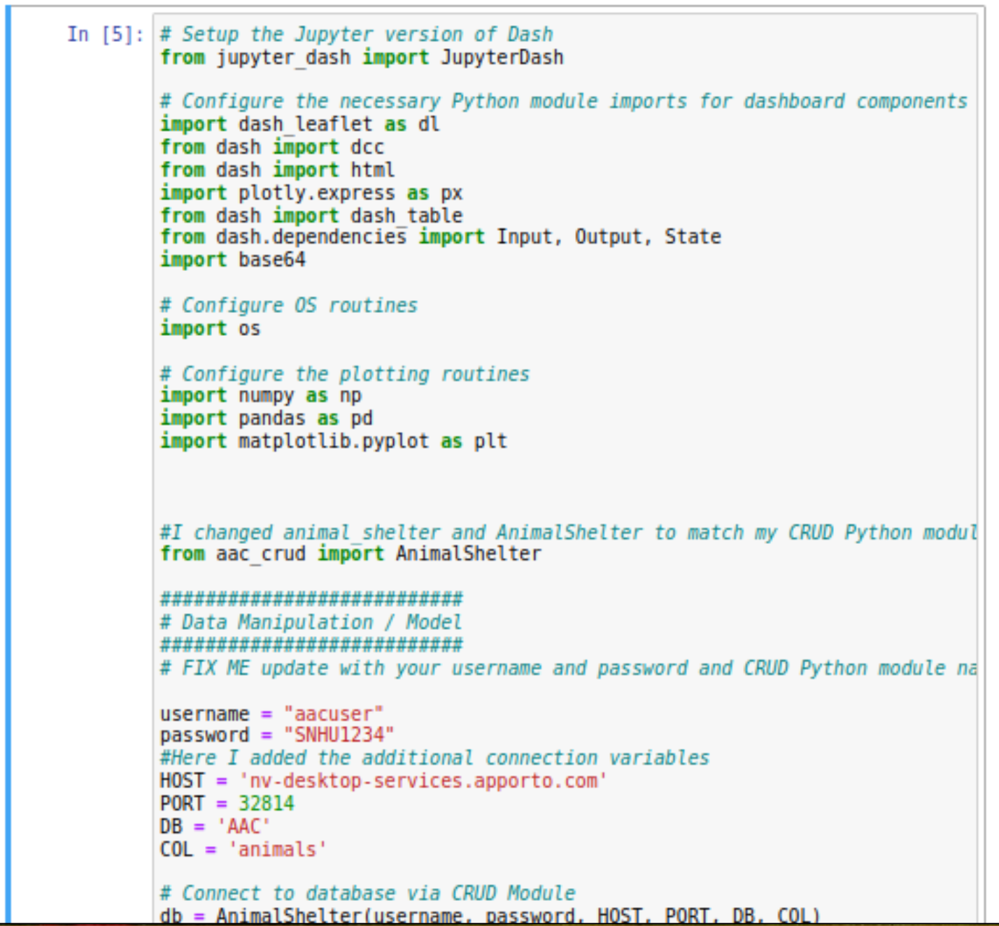 In [5]: # Setup the Jupyter version of Dash
from jupyter_dash import JupyterDash
# Configure the necessary Python module imports for dashboard components
import dash_leaflet as dl
from dash import dcc
from dash import html
import plotly.express as px
from dash import dash_table
from dash.dependencies import Input, Output, State
import base64
# Configure OS routines
import os
# Configure the plotting routines
import numpy as np
import pandas as pd
import matplotlib.pyplot as plt
#I changed animal_shelter and AnimalShelter to match my CRUD Python modul
from aac_crud import AnimalShelter
###########################
# Data Manipulation / Model
###########################
# FIX ME update with your username and password and CRUD Python module na
username = "aacuser"
password = "SNHU1234"
#Here I added the additional connection variables
HOST = 'nv-desktop-services.apporto.com'
PORT = 32814
DB = 'AAC'
COL = 'animals'
# Connect to database via CRUD Module
db = AnimalShelter(username, password, HOST, PORT, DB, COL)